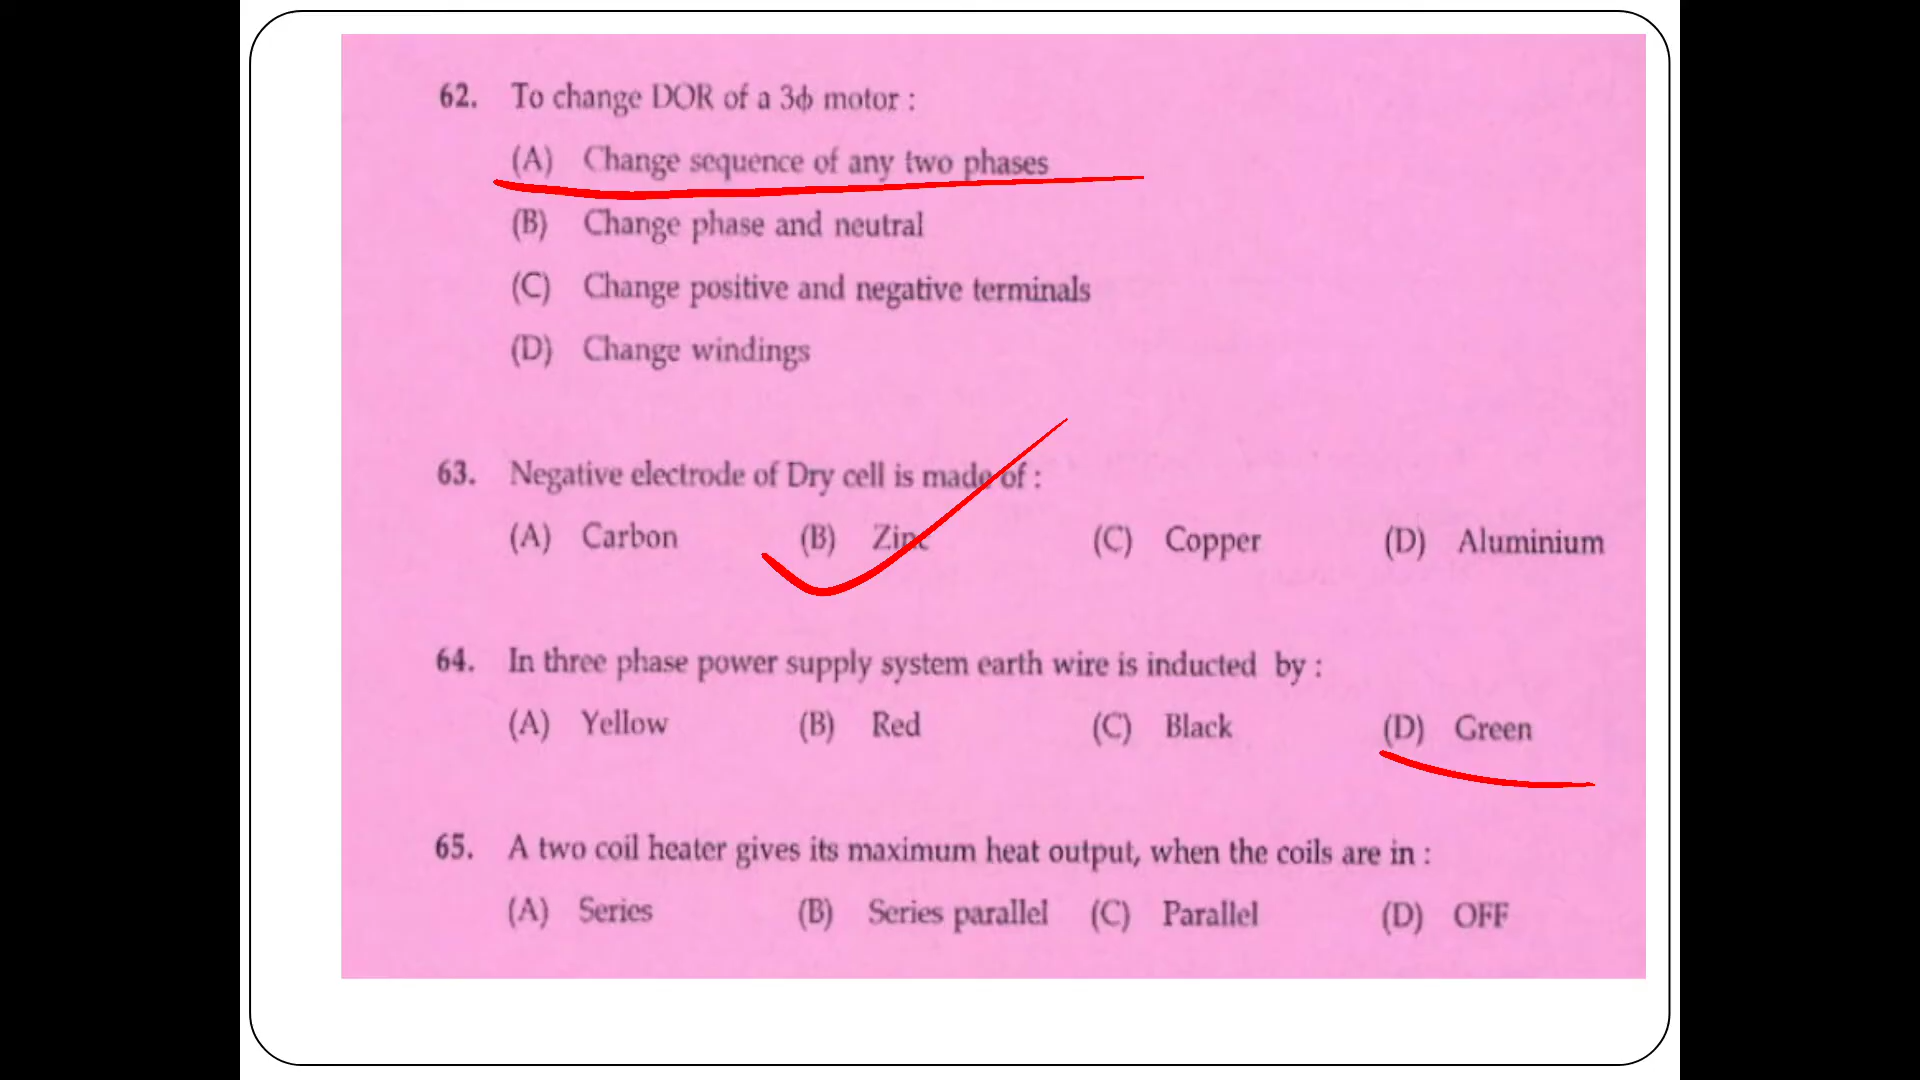 62. To change DOR of a 3ϕ motor :
(A) Change sequence of any two phases
(B) Change phase and neutral
(C) Change positive and negative terminals
(D) Change windings
63. Negative electrode of Dry cell is made of :
(A) Carbon (B) Zinc (C) Copper (D) Aluminium
64. In three phase power supply system earth wire is inducted by :
(A) Yellow (B) Red (C) Black (D) Green
65. A two coil heater gives its maximum heat output, when the coils are in :
(A) Series (B) Series parallel (C) Parallel (D) OFF